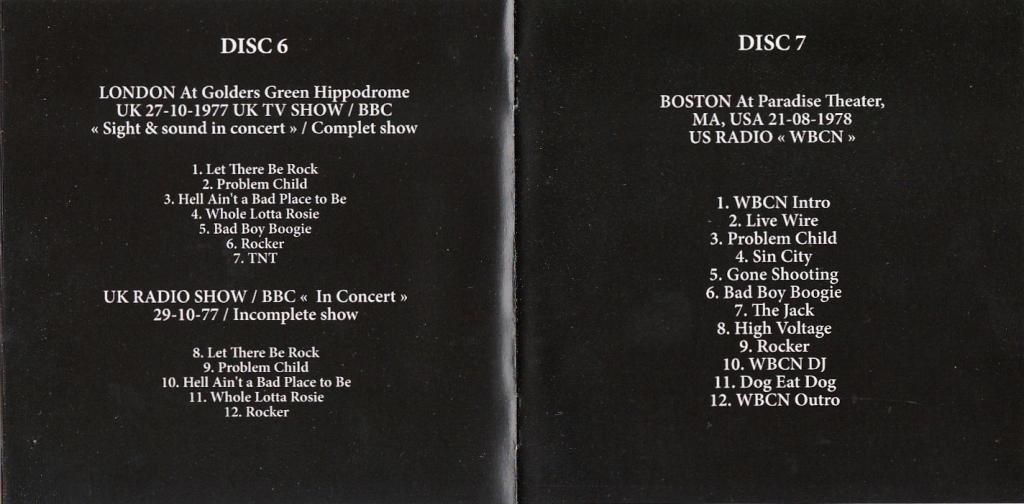 DISC 6
LONDON At Golders Green Hippodrome
UK 27-10-1977 UK TV SHOW / BBC
« Sight & sound in concert » / Complet show
1. Let There Be Rock
2. Problem Child
3. Hell Ain't a Bad Place to Be
4. Whole Lotta Rosie
5. Bad Boy Boogie
6. Rocker
7. TNT
UK RADIO SHOW / BBC « In Concert »
29-10-77 / Incomplete show
8. Let There Be Rock
9. Problem Child
10. Hell Ain't a Bad Place to Be
11. Whole Lotta Rosie
12. Rocker
DISC 7
BOSTON At Paradise Theater,
MA, USA 21-08-1978
US RADIO « WBCN »
1. WBCN Intro
2. Live Wire
3. Problem Child
4. Sin City
5. Gone Shooting
6. Bad Boy Boogie
7. The Jack
8. High Voltage
9. Rocker
10. WBCN DJ
11. Dog Eat Dog
12. WBCN Outro